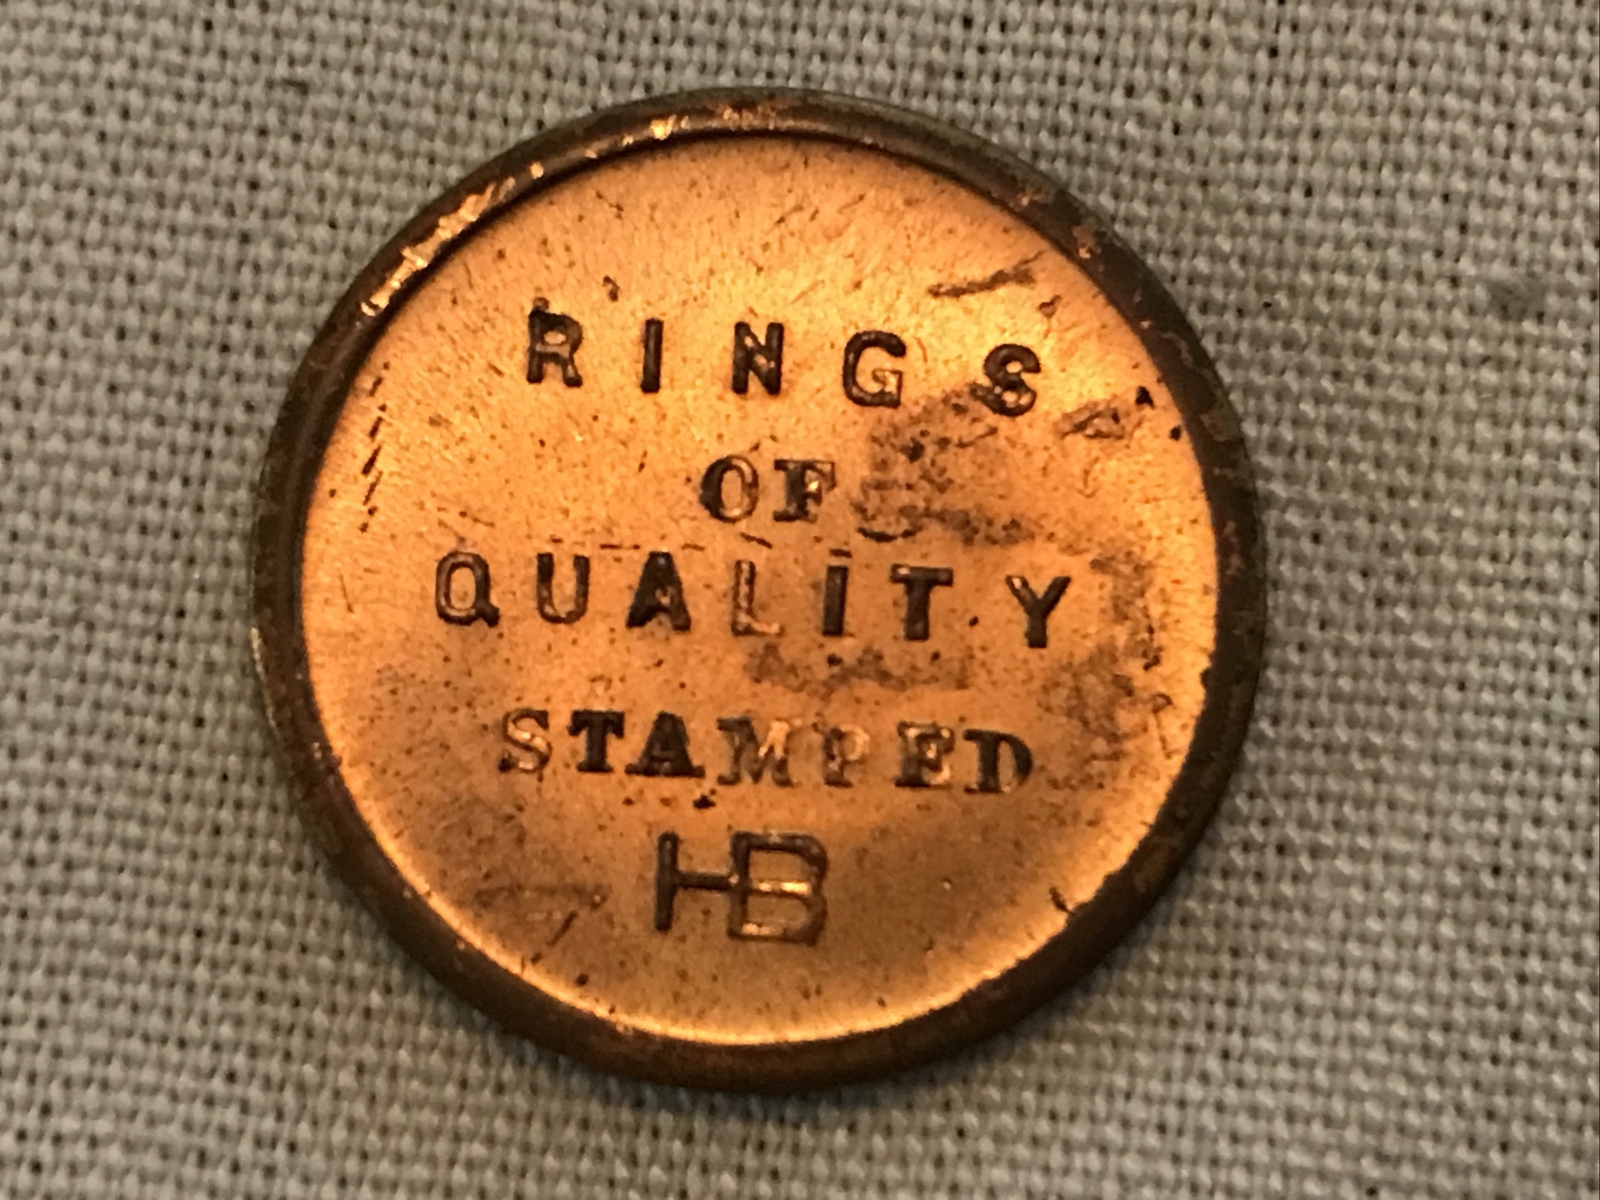 RINGS
OF
QUALITY
STAMPED
HB